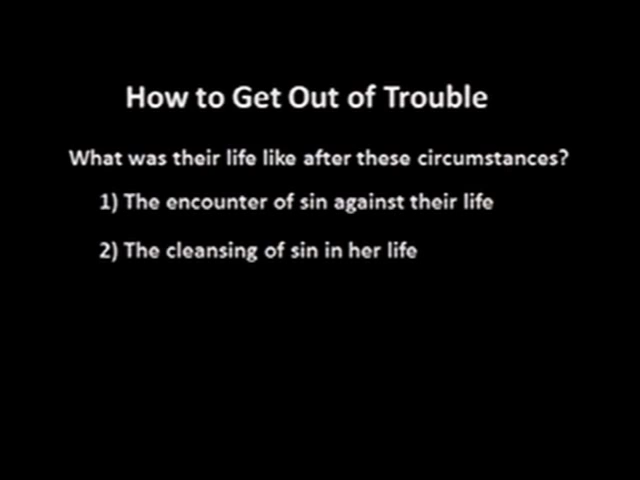 How to Get Out of Trouble
What was their life like after these circumstances?
1) The encounter of sin against their life
2) The cleansing of sin in her life